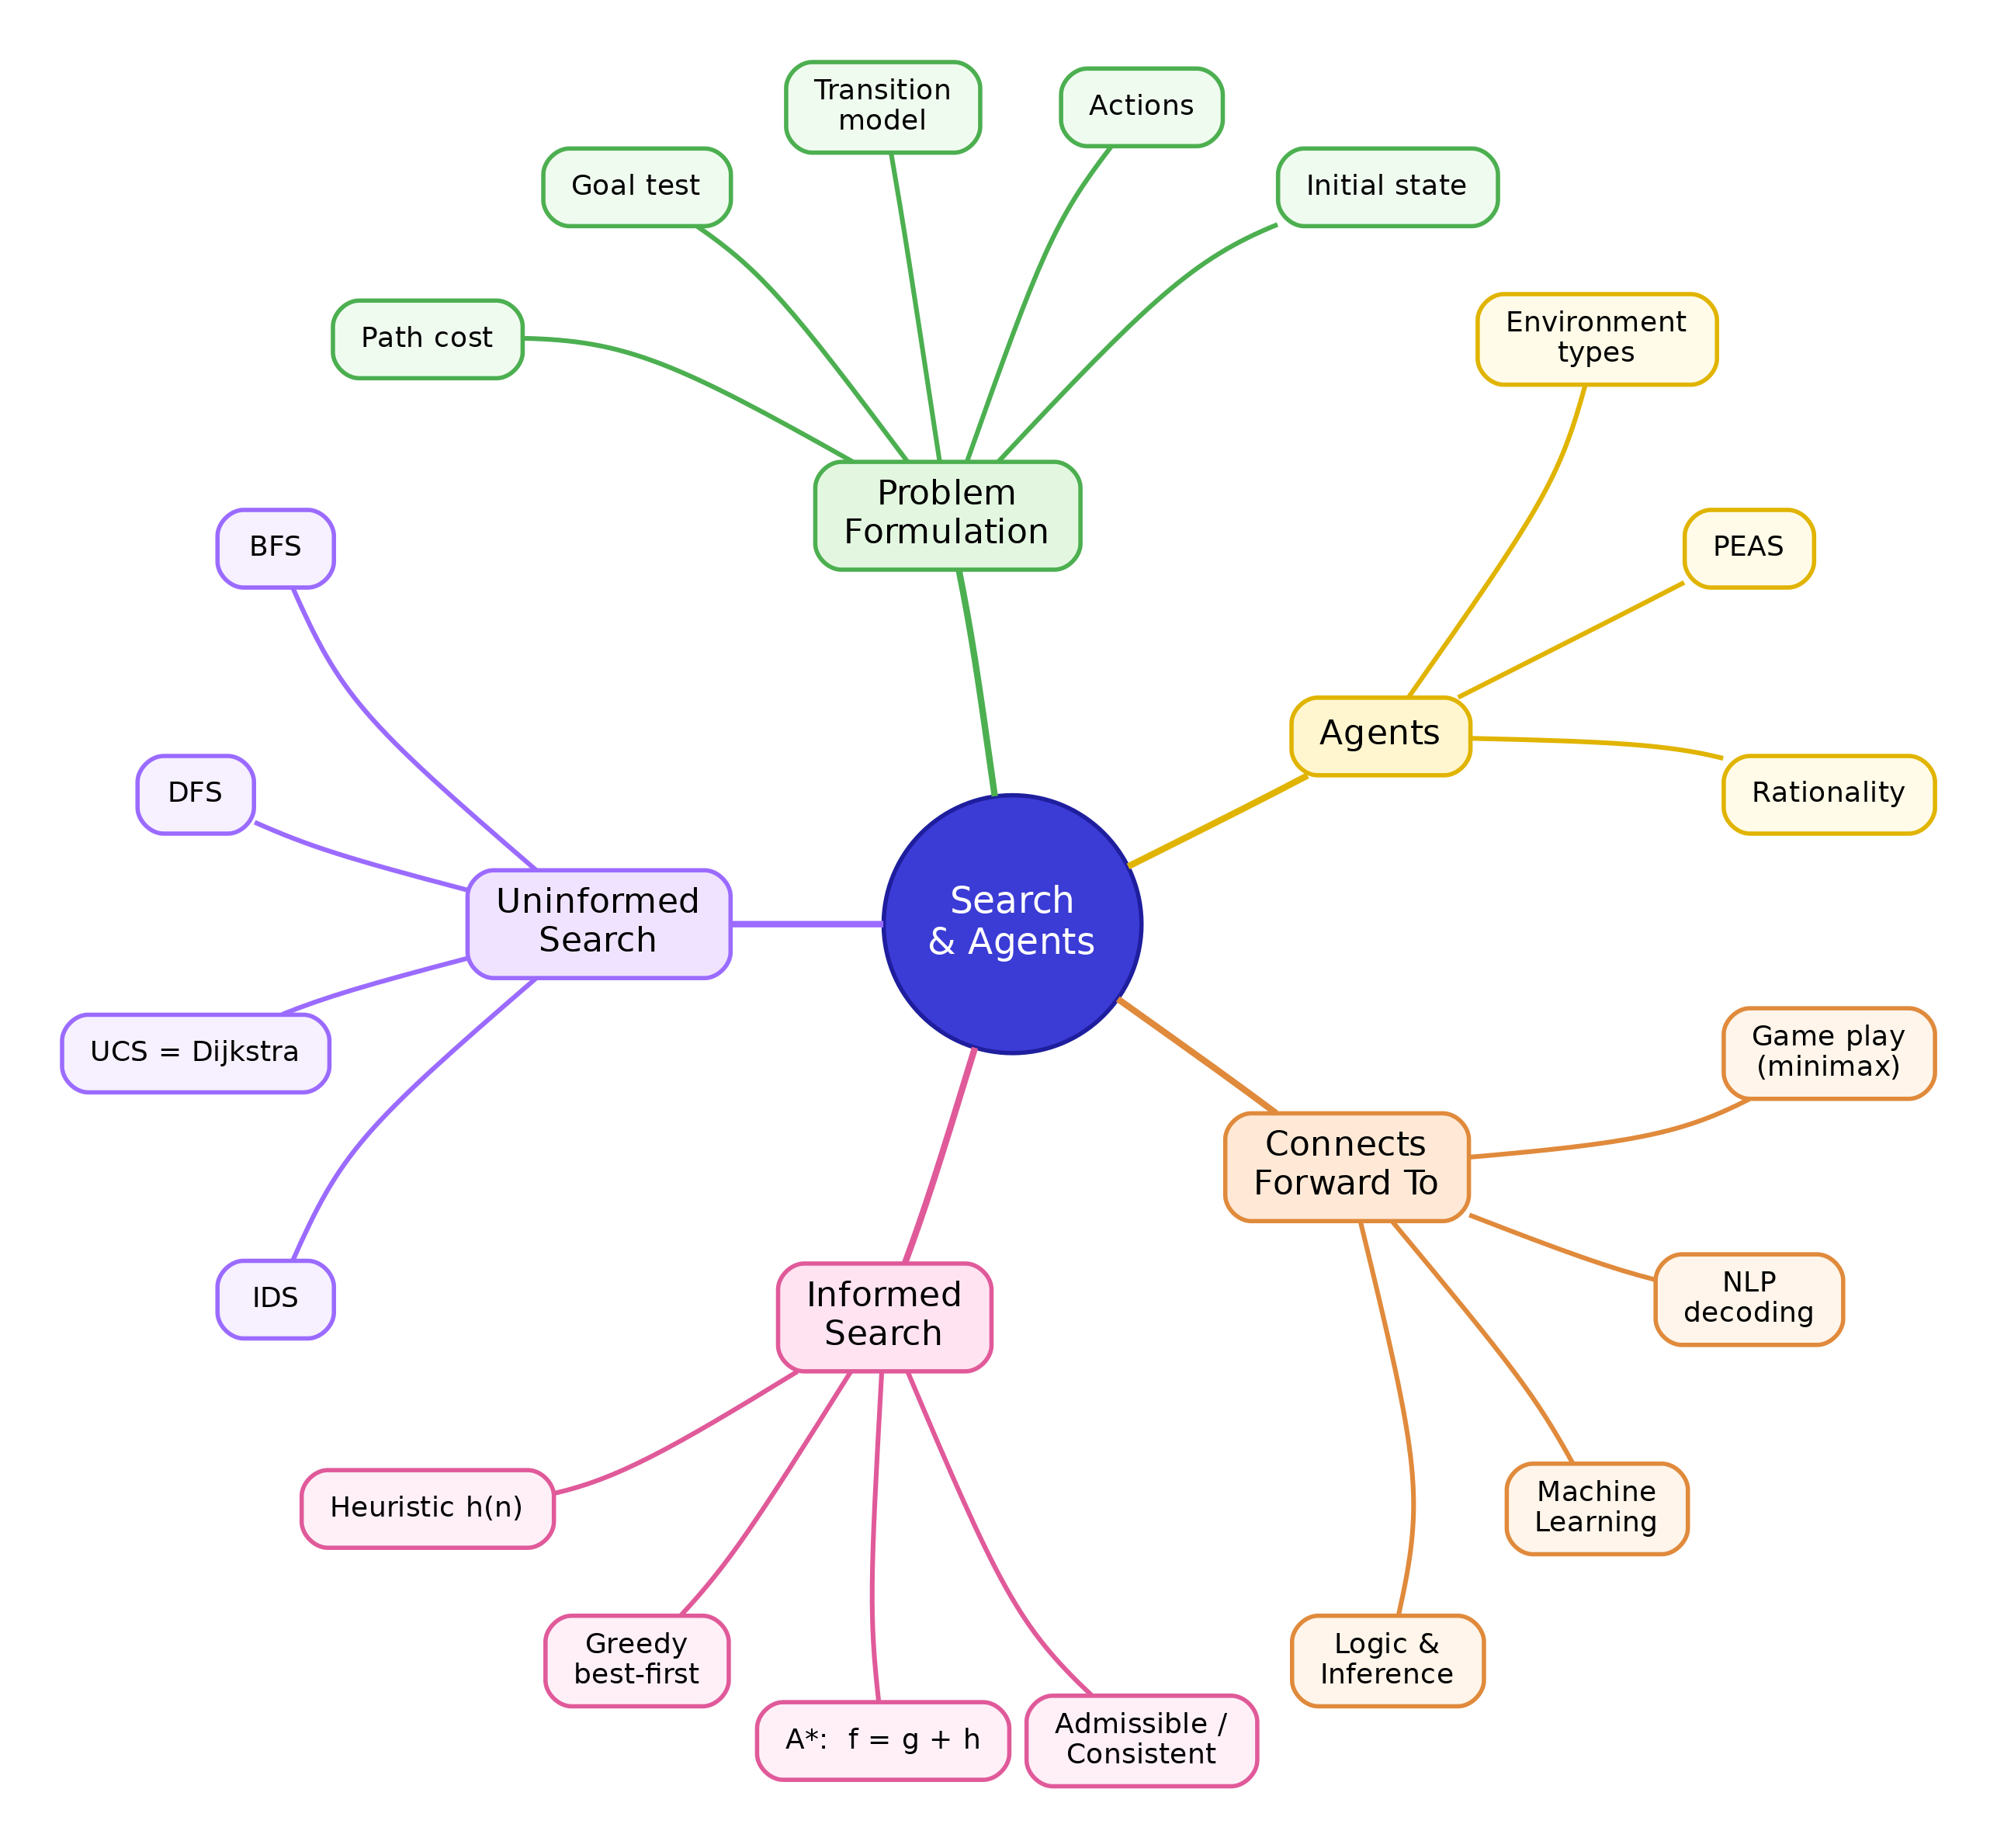 Transition
model
Actions
Goal test
Initial state
Path cost
Environment
types
Problem
Formulation
BFS
PEAS
Agents
DFS
Rationality
Uninformed
Search
Search
& Agents
UCS = Dijkstra
Game play
(minimax)
Connects
Forward To
IDS
NLP
decoding
Informed
Search
Heuristic h(n)
Machine
Learning
Greedy
best-first
Logic &
Inference
A*:  f = g + h
Admissible /
Consistent